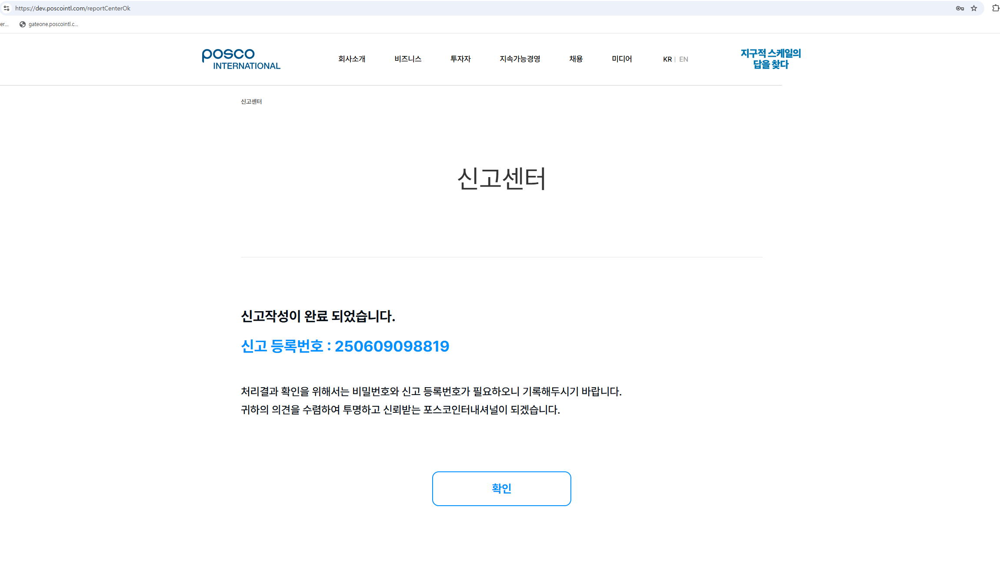 https://dev.poscointl.com/reportCenterOk
er...
gateone.poscointl.c...
posco
INTERNATIONAL
회사소개
비즈니스
투자자
지속가능경영
채용
미디어
KR | EN
지구적 스케일의
답을 찾다
신고센터
신고센터
신고작성이 완료 되었습니다.
신고 등록번호 : 250609098819
처리결과 확인을 위해서는 비밀번호와 신고 등록번호가 필요하오니 기록해두시기 바랍니다.
귀하의 의견을 수렴하여 투명하고 신뢰받는 포스코인터내셔널이 되겠습니다.
확인